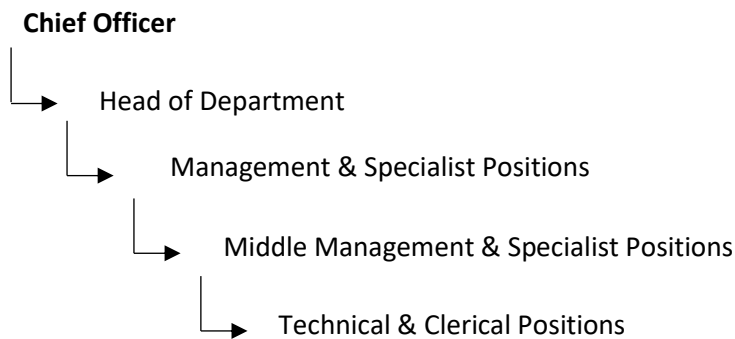 Chief Officer
Head of Department
Management & Specialist Positions
Middle Management & Specialist Positions
Technical & Clerical Positions